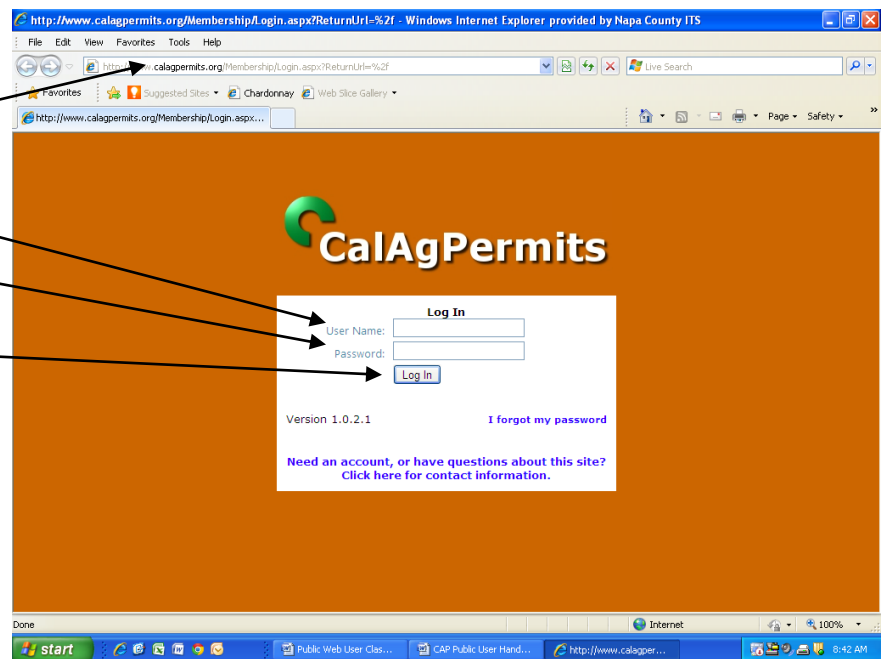 http://www.calagpermits.org/Membership/Login.aspx?ReturnUrl=%2f - Windows Internet Explorer provided by Napa County ITS
File Edit View Favorites Tools Help
calagpermits.org/Membership/Login.aspx?ReturnUrl=%2f Live Search
Favorites Suggested Sites Chardonnay Web Slice Gallery
http://www.calagpermits.org/Membership/Login.aspx... Page Safety »
CalAgPermits
Log In
User Name:
Password:
Log In
Version 1.0.2.1 I forgot my password
Need an account, or have questions about this site?
Click here for contact information.
Done Internet 100%
start Public Web User Clas... CAP Public User Hand... http://www.calagper... 8:42 AM